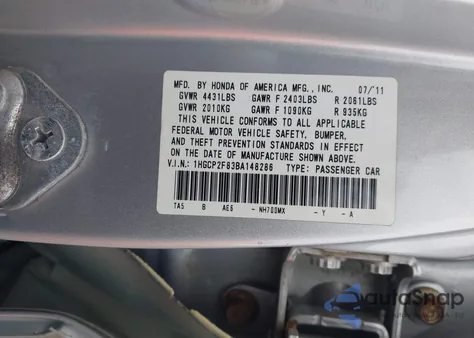 MFD. BY HONDA OF AMERICA MFG., INC. 07/11
GVWR 4431LBS GAWR F 2403LBS R 2061LBS
GVWR 2010KG GAWR F 1090KG R 935KG
THIS VEHICLE CONFORMS TO ALL APPLICABLE
FEDERAL MOTOR VEHICLE SAFETY, BUMPER,
AND THEFT PREVENTION STANDARDS IN EFFECT
ON THE DATE OF MANUFACTURE SHOWN ABOVE.
V.I.N.: 1HGCP2F83BA148286 TYPE: PASSENGER CAR
TA5 B AE6 - NH700MX - Y - A
autoSnap